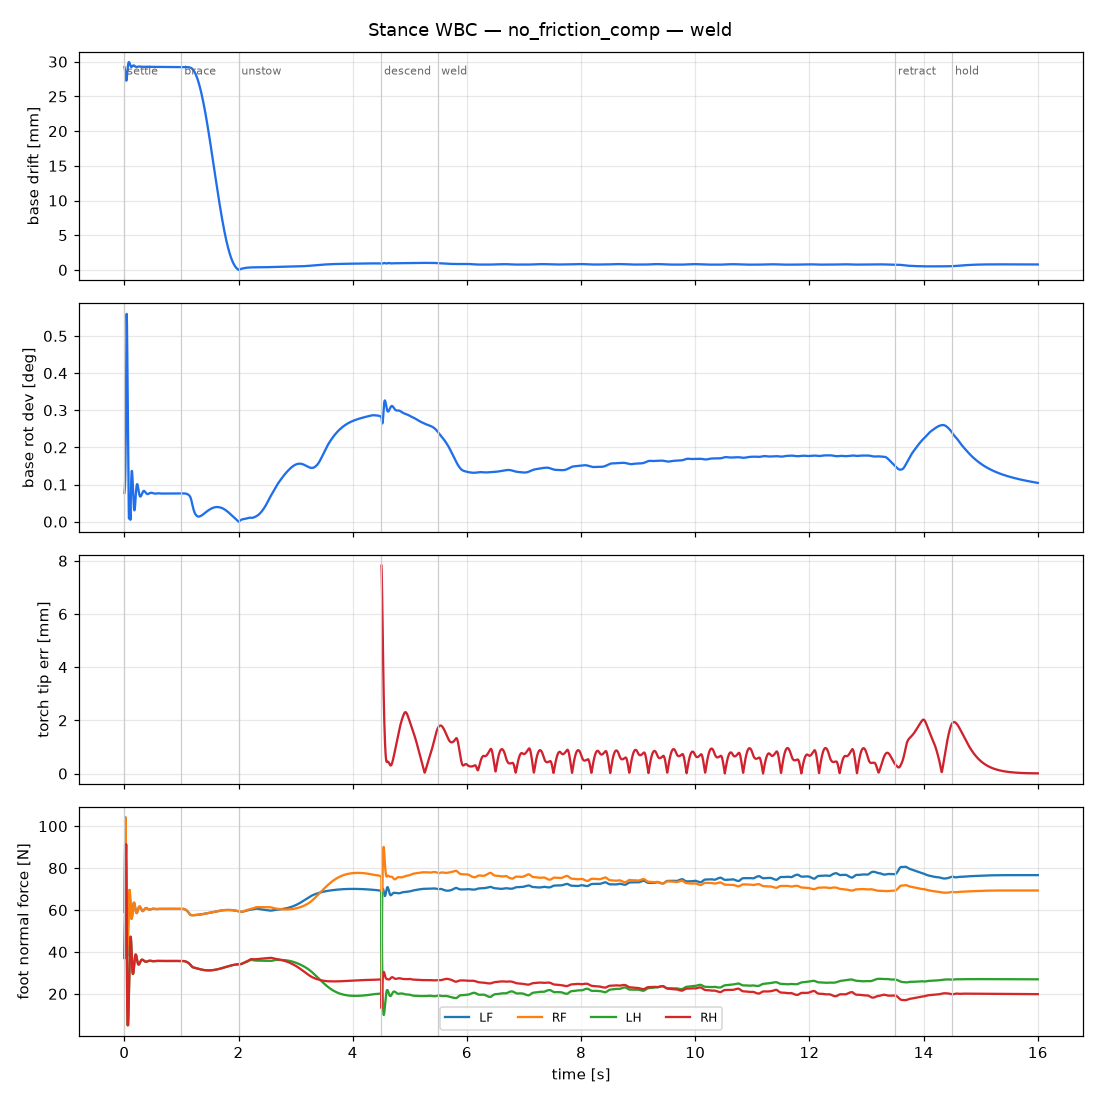 Stance WBC — no_friction_comp — weld
30
25
20
15
10
5
0
base drift [mm]
settle brace unstow descend weld retract hold
0.5
0.4
0.3
0.2
0.1
0.0
base rot dev [deg]
8
6
4
2
0
torch tip err [mm]
100
80
60
40
20
foot normal force [N]
LF RF LH RH
0 2 4 6 8 10 12 14 16
time [s]